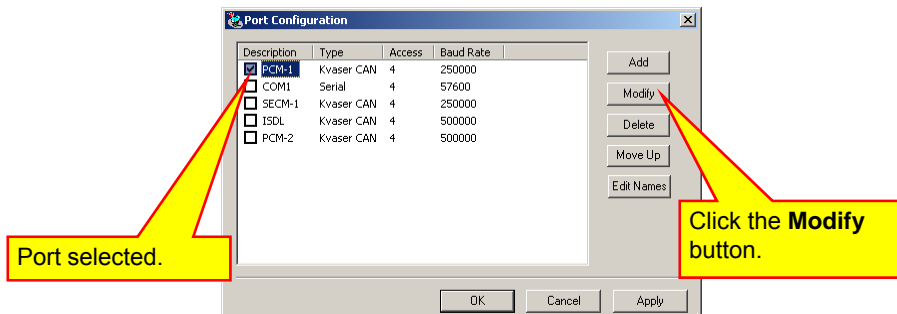 Port Configuration
Description Type Access Baud Rate
PCM-1 Kvaser CAN 4 250000
COM1 Serial 4 57600
SECM-1 Kvaser CAN 4 250000
ISDL Kvaser CAN 4 500000
PCM-2 Kvaser CAN 4 500000
Add
Modify
Delete
Move Up
Edit Names
Port selected.
Click the Modify
button.
OK Cancel Apply